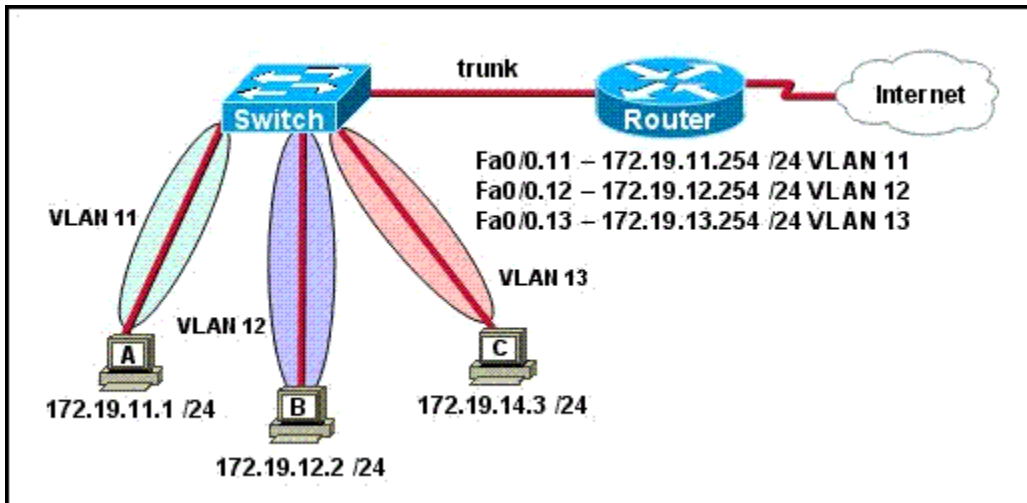 trunk
Switch
Router
Internet
Fa0/0.11 – 172.19.11.254 /24 VLAN 11
Fa0/0.12 – 172.19.12.254 /24 VLAN 12
Fa0/0.13 – 172.19.13.254 /24 VLAN 13
VLAN 11
VLAN 12
VLAN 13
A
B
C
172.19.11.1 /24
172.19.14.3 /24
172.19.12.2 /24